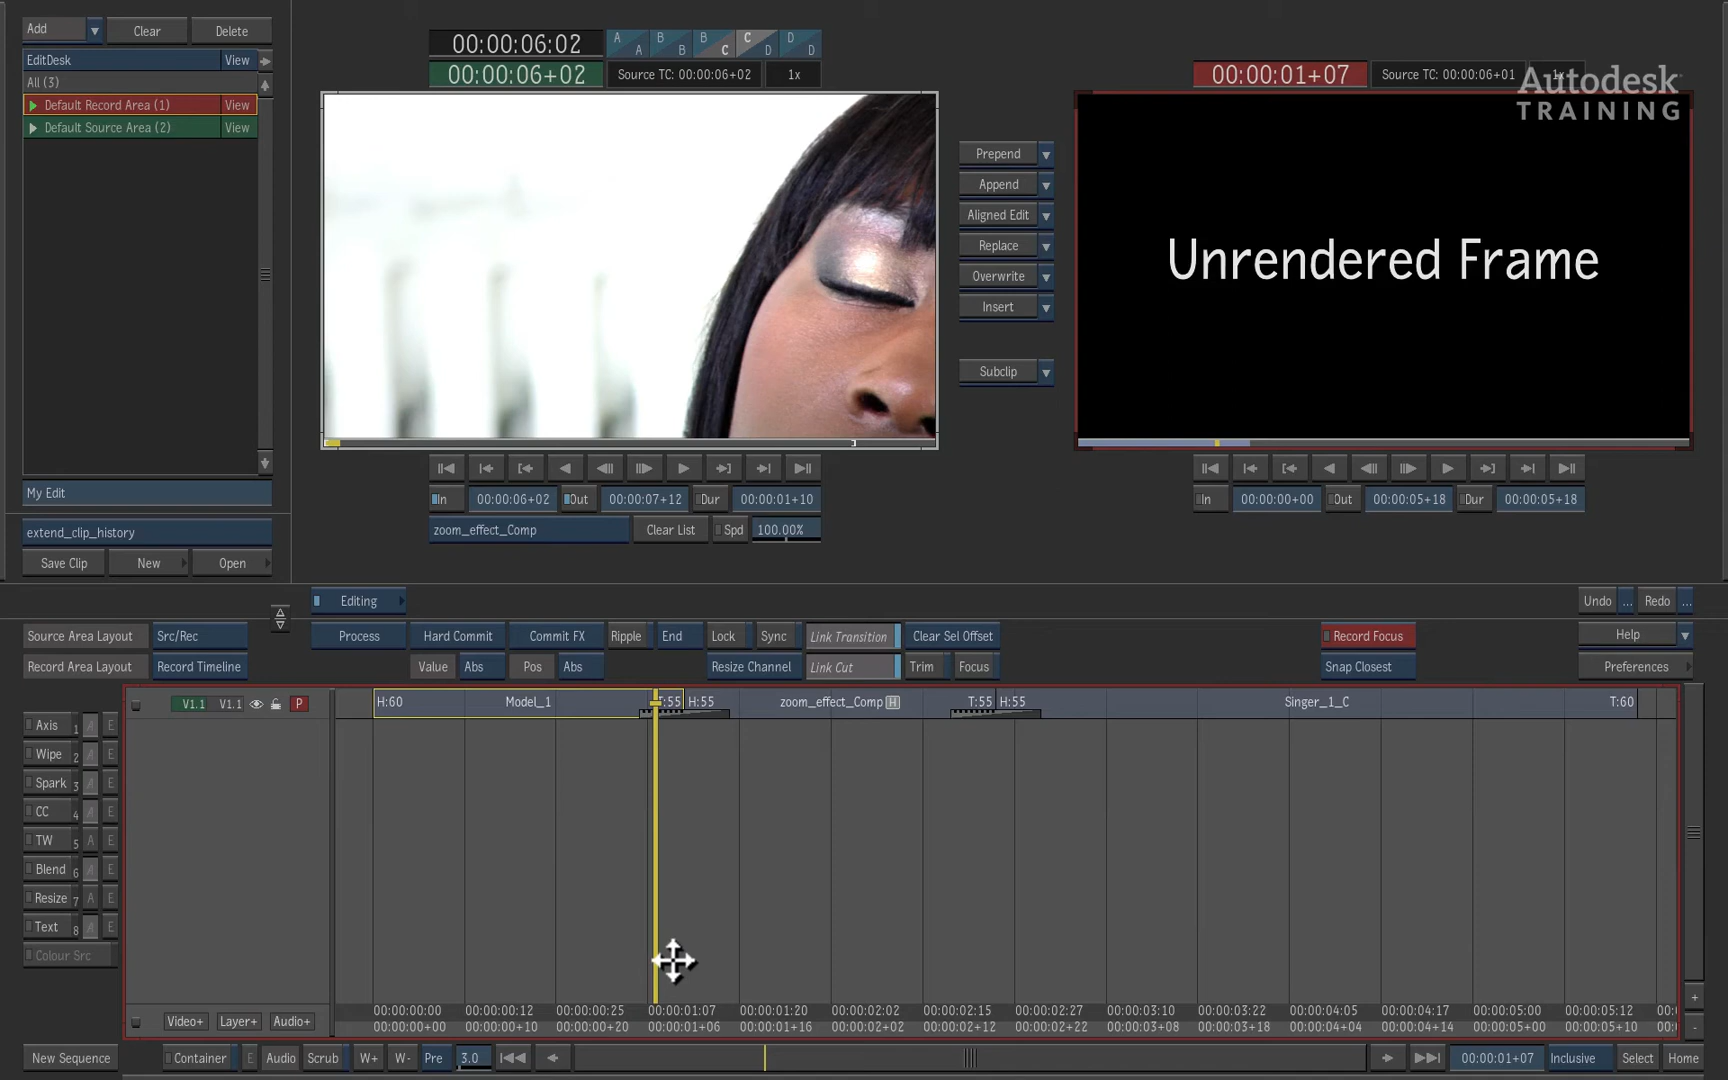 Add
Clear
Delete
EditDesk
View
All (3)
Default Record Area (1)
View
Default Source Area (2)
View
My Edit
extend_clip_history
Save Clip
New
Open
00:00:06:02
A
A
B
B
B
C
C
D
D
D
00:00:06+02
Source TC: 00:00:06+02
1x
In
00:00:06+02
Out
00:00:07+12
Dur
00:00:01+10
zoom_effect_Comp
Clear List
Spd
100.00%
Prepend
Append
Aligned Edit
Replace
Overwrite
Insert
Subclip
00:00:01+07
Source TC: 00:00:06+01
1x
Autodesk
TRAINING
Unrendered Frame
In
00:00:00+00
Out
00:00:05+18
Dur
00:00:05+18
Editing
Undo
...
Redo
...
Source Area Layout
Src/Rec
Process
Hard Commit
Commit FX
Ripple
End
Lock
Sync
Link Transition
Clear Sel Offset
Record Focus
Help
Record Area Layout
Record Timeline
Value
Abs
Pos
Abs
Resize Channel
Link Cut
Trim
Focus
Snap Closest
Preferences
V1.1
V1.1
P
H:60
Model_1
T:55
H:55
zoom_effect_Comp
H
T:55
H:55
Singer_1_C
T:60
Axis
1
A
E
Wipe
2
A
E
Spark
3
A
E
CC
4
A
E
TW
5
A
E
Blend
6
A
E
Resize
7
A
E
Text
8
A
E
Colour Src
00:00:00:00
00:00:00:12
00:00:00:25
00:00:01:07
00:00:01:20
00:00:02:02
00:00:02:15
00:00:02:27
00:00:03:10
00:00:03:22
00:00:04:05
00:00:04:17
00:00:05:00
00:00:05:12
00:0
00:00:00+00
00:00:00+10
00:00:00+20
00:00:01+06
00:00:01+16
00:00:02+02
00:00:02+12
00:00:02+22
00:00:03+08
00:00:03+18
00:00:04+04
00:00:04+14
00:00:05+00
00:00:05+10
00:0
Video+
Layer+
Audio+
+
-
New Sequence
Container
E
Audio
Scrub
W+
W-
Pre
3.0
00:00:01+07
Inclusive
Select
Home